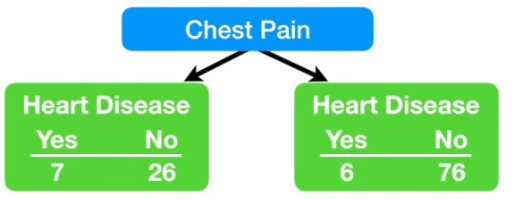 Chest Pain
Heart Disease
Yes No
7 26
Heart Disease
Yes No
6 76